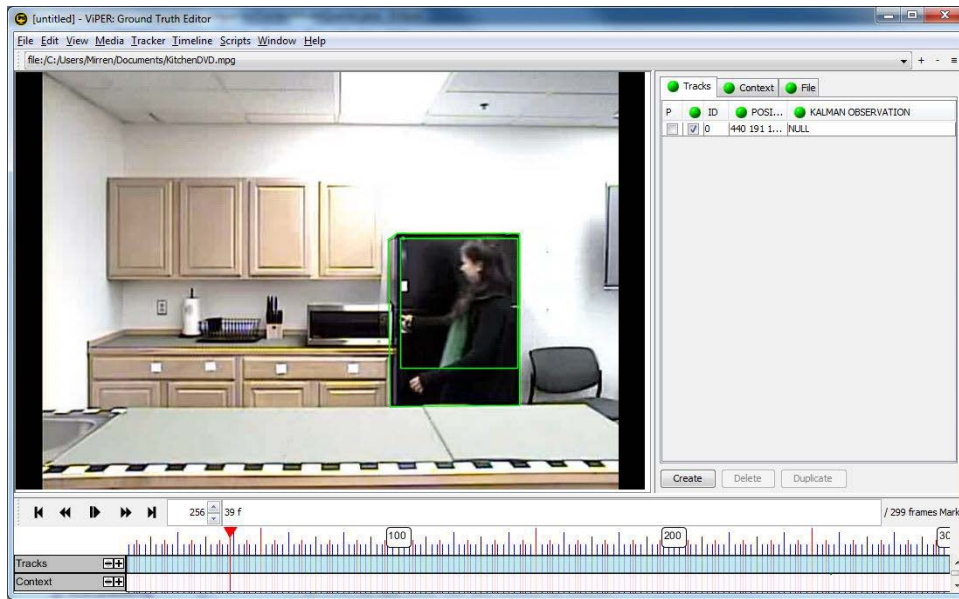 [untitled] - ViPER: Ground Truth Editor
File Edit View Media Tracker Timeline Scripts Window Help
file:/C:/Users/Mirren/Documents/KitchenDVD.mpg
Tracks Context File
P ID POSI... KALMAN OBSERVATION
0 440 191 1... NULL
Create Delete Duplicate
256 39 f / 299 frames Mark
100 200 30
Tracks
Context